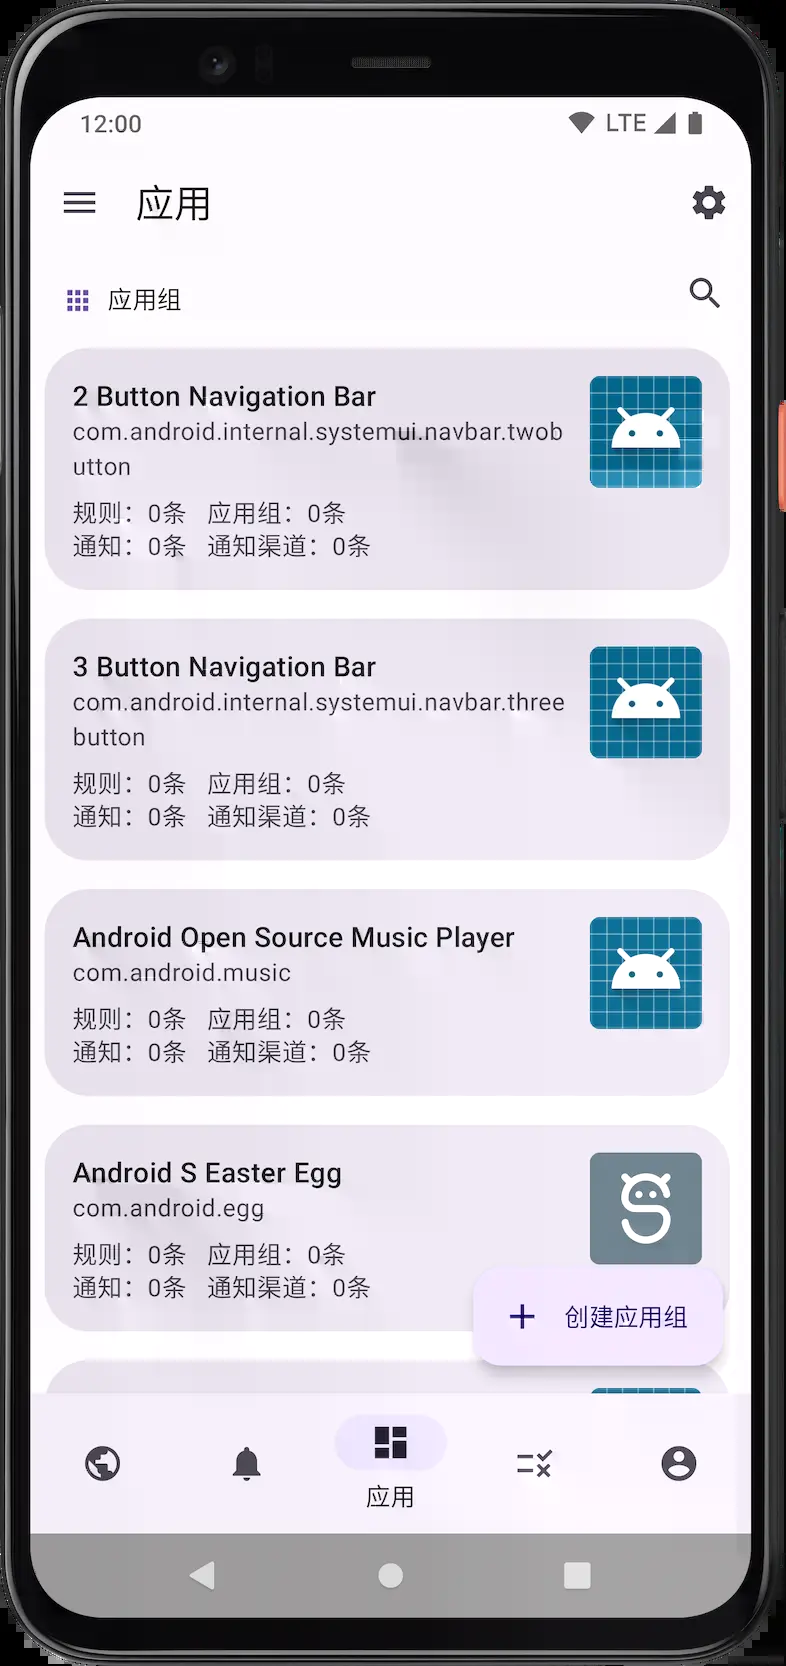 12:00
LTE
应用
应用组
2 Button Navigation Bar
com.android.internal.systemui.navbar.twob
utton
规则：0条 应用组：0条
通知：0条 通知渠道：0条
3 Button Navigation Bar
com.android.internal.systemui.navbar.three
button
规则：0条 应用组：0条
通知：0条 通知渠道：0条
Android Open Source Music Player
com.android.music
规则：0条 应用组：0条
通知：0条 通知渠道：0条
Android S Easter Egg
com.android.egg
规则：0条 应用组：0条
通知：0条 通知渠道：0条
创建应用组
应用